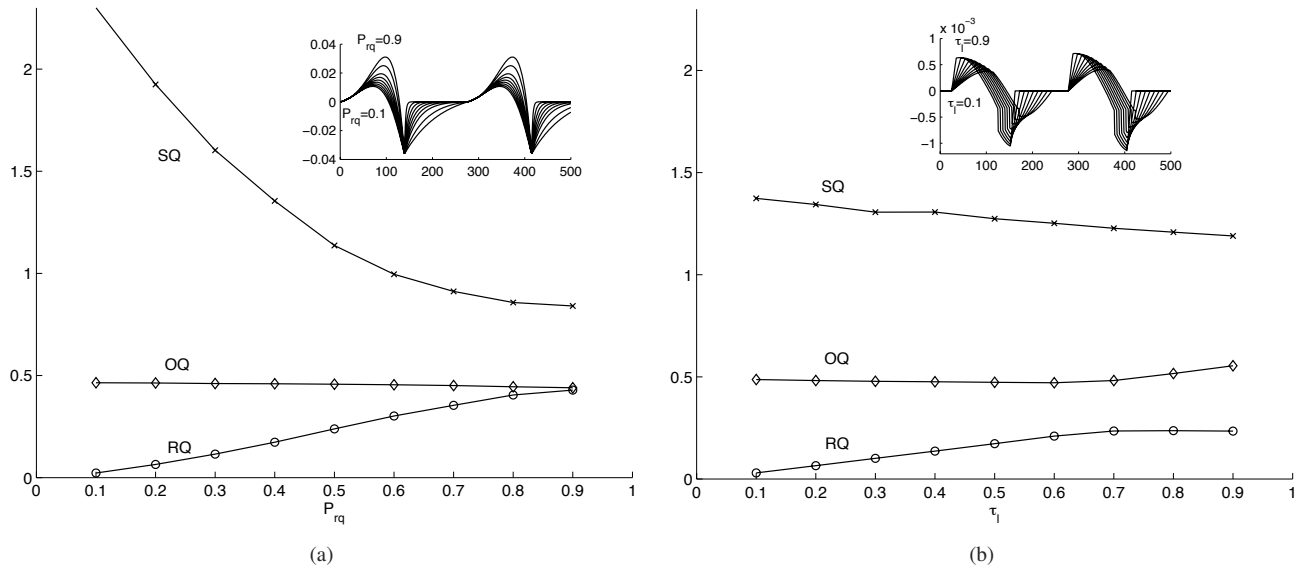 P_rq=0.9
P_rq=0.1
0.04
0.02
0
−0.02
−0.04
0 100 200 300 400 500
2
1.5
1
0.5
0
SQ
OQ
RQ
0 0.1 0.2 0.3 0.4 0.5 0.6 0.7 0.8 0.9 1
P_rq
(a)
x 10^−3
τ_l=0.9
τ_l=0.1
1
0.5
0
−0.5
−1
0 100 200 300 400 500
2
1.5
1
0.5
0
SQ
OQ
RQ
0 0.1 0.2 0.3 0.4 0.5 0.6 0.7 0.8 0.9 1
τ_l
(b)